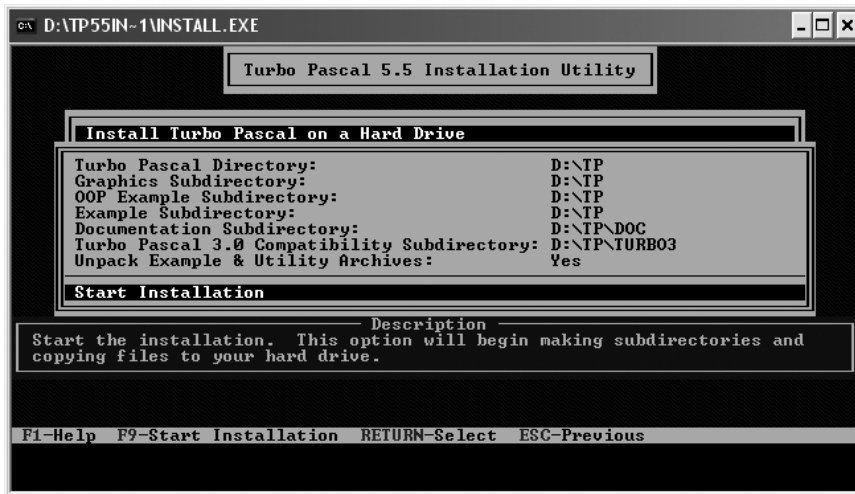 D:\TP55IN~1\INSTALL.EXE
Turbo Pascal 5.5 Installation Utility
Install Turbo Pascal on a Hard Drive
Turbo Pascal Directory: D:\TP
Graphics Subdirectory: D:\TP
OOP Example Subdirectory: D:\TP
Example Subdirectory: D:\TP
Documentation Subdirectory: D:\TP\DOC
Turbo Pascal 3.0 Compatibility Subdirectory: D:\TP\TURBO3
Unpack Example & Utility Archives: Yes
Start Installation
Description
Start the installation. This option will begin making subdirectories and
copying files to your hard drive.
F1-Help F9-Start Installation RETURN-Select ESC-Previous